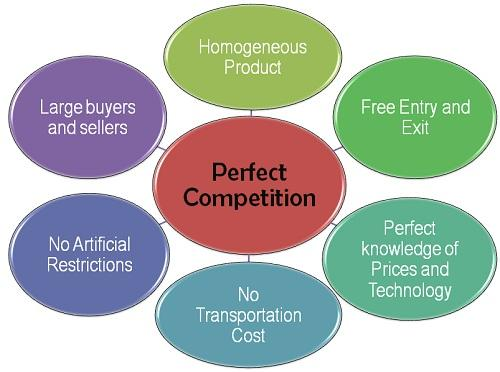 Homogeneous
Product
Large buyers
and sellers
Free Entry and
Exit
Perfect
Competition
No Artificial
Restrictions
Perfect
knowledge of
Prices and
Technology
No
Transportation
Cost